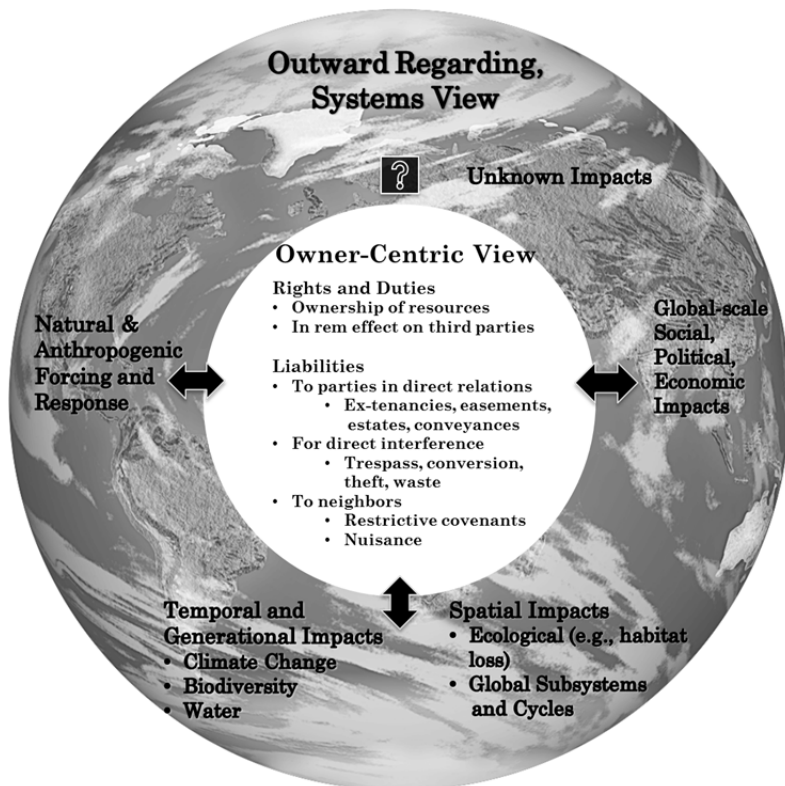 Outward Regarding,
Systems View
?
Unknown Impacts
Owner-Centric View
Rights and Duties
• Ownership of resources
• In rem effect on third parties
Liabilities
• To parties in direct relations
• Ex-tenancies, easements,
estates, conveyances
• For direct interference
• Trespass, conversion,
theft, waste
• To neighbors
• Restrictive covenants
• Nuisance
Natural &
Anthropogenic
Forcing and
Response
Global-scale
Social,
Political,
Economic
Impacts
Temporal and
Generational Impacts
• Climate Change
• Biodiversity
• Water
Spatial Impacts
• Ecological (e.g., habitat
loss)
• Global Subsystems
and Cycles